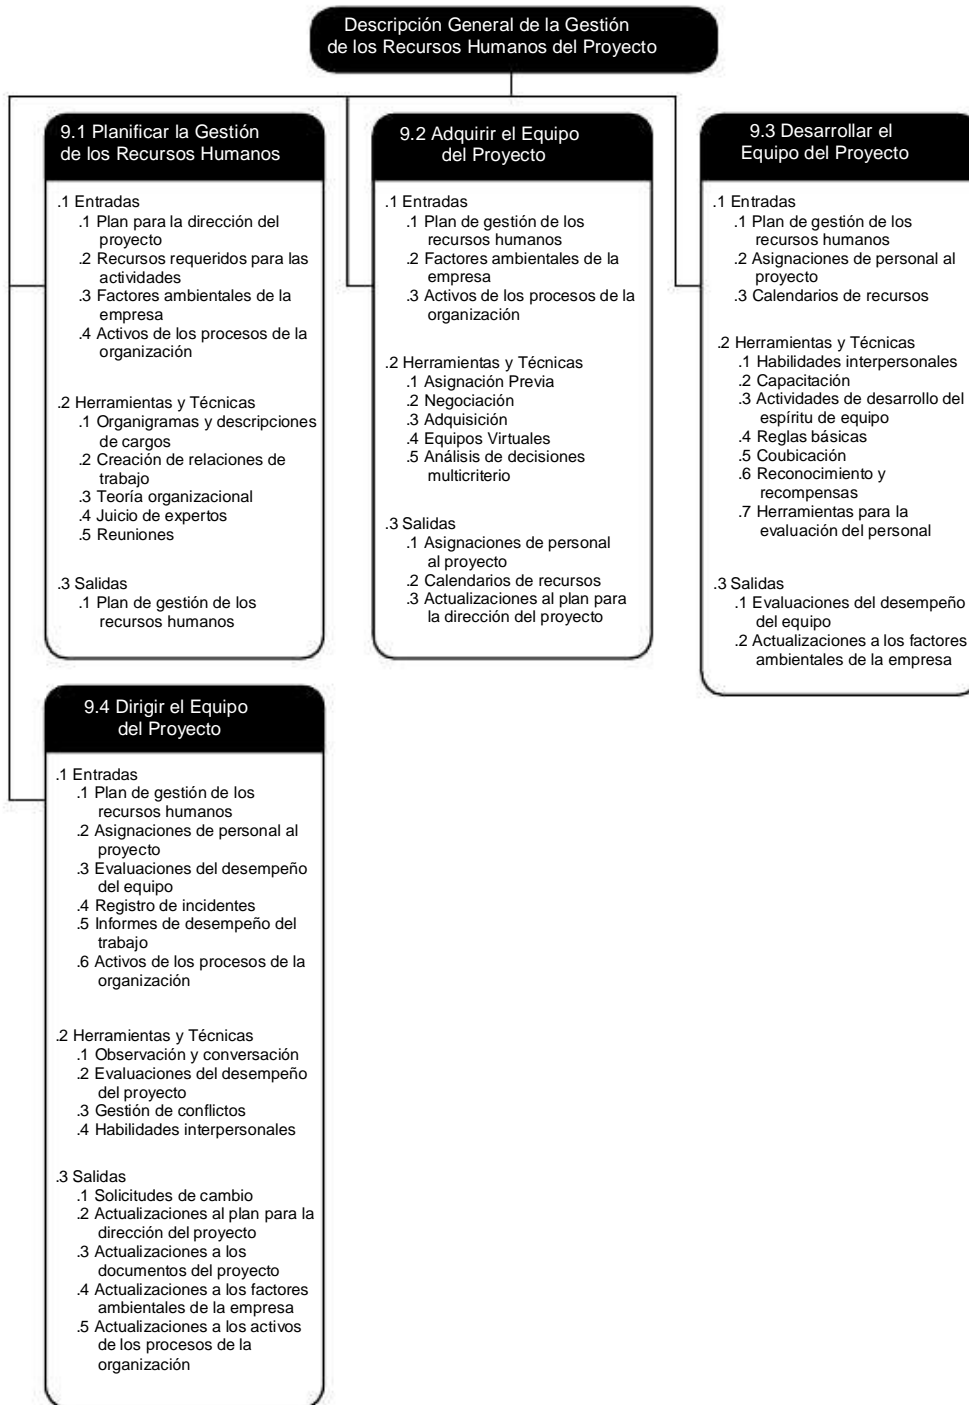 Descripción General de la Gestión
de los Recursos Humanos del Proyecto
9.1 Planificar la Gestión
de los Recursos Humanos
.1 Entradas
.1 Plan para la dirección del
proyecto
.2 Recursos requeridos para las
actividades
.3 Factores ambientales de la
empresa
.4 Activos de los procesos de la
organización
.2 Herramientas y Técnicas
.1 Organigramas y descripciones
de cargos
.2 Creación de relaciones de
trabajo
.3 Teoría organizacional
.4 Juicio de expertos
.5 Reuniones
.3 Salidas
.1 Plan de gestión de los
recursos humanos
9.2 Adquirir el Equipo
del Proyecto
.1 Entradas
.1 Plan de gestión de los
recursos humanos
.2 Factores ambientales de la
empresa
.3 Activos de los procesos de la
organización
.2 Herramientas y Técnicas
.1 Asignación Previa
.2 Negociación
.3 Adquisición
.4 Equipos Virtuales
.5 Análisis de decisiones
multicriterio
.3 Salidas
.1 Asignaciones de personal
al proyecto
.2 Calendarios de recursos
.3 Actualizaciones al plan para
la dirección del proyecto
9.3 Desarrollar el
Equipo del Proyecto
.1 Entradas
.1 Plan de gestión de los
recursos humanos
.2 Asignaciones de personal al
proyecto
.3 Calendarios de recursos
.2 Herramientas y Técnicas
.1 Habilidades interpersonales
.2 Capacitación
.3 Actividades de desarrollo del
espíritu de equipo
.4 Reglas básicas
.5 Coubicación
.6 Reconocimiento y
recompensas
.7 Herramientas para la
evaluación del personal
.3 Salidas
.1 Evaluaciones del desempeño
del equipo
.2 Actualizaciones a los factores
ambientales de la empresa
9.4 Dirigir el Equipo
del Proyecto
.1 Entradas
.1 Plan de gestión de los
recursos humanos
.2 Asignaciones de personal al
proyecto
.3 Evaluaciones del desempeño
del equipo
.4 Registro de incidentes
.5 Informes de desempeño del
trabajo
.6 Activos de los procesos de la
organización
.2 Herramientas y Técnicas
.1 Observación y conversación
.2 Evaluaciones del desempeño
del proyecto
.3 Gestión de conflictos
.4 Habilidades interpersonales
.3 Salidas
.1 Solicitudes de cambio
.2 Actualizaciones al plan para la
dirección del proyecto
.3 Actualizaciones a los
documentos del proyecto
.4 Actualizaciones a los factores
ambientales de la empresa
.5 Actualizaciones a los activos
de los procesos de la
organización